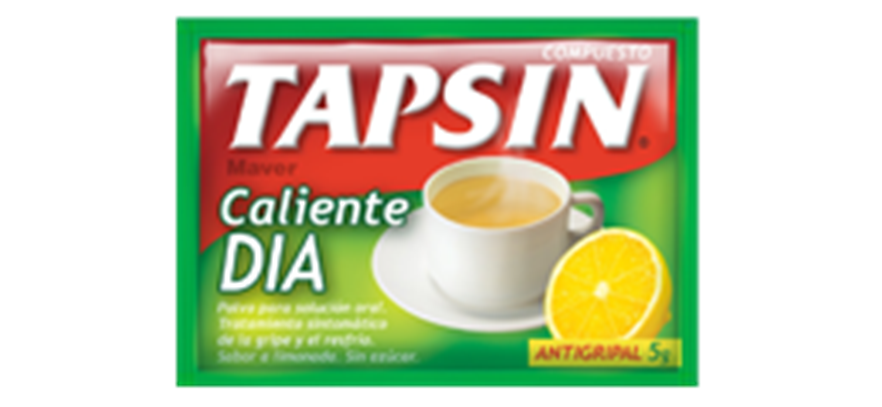 COMPUESTO
TAPSIN®
Maver
Caliente
DIA
Polvo para solución oral.
Tratamiento sintomático
de la gripe y el resfrío.
Sabor a limonada. Sin azúcar.
ANTIGRIPAL 5g